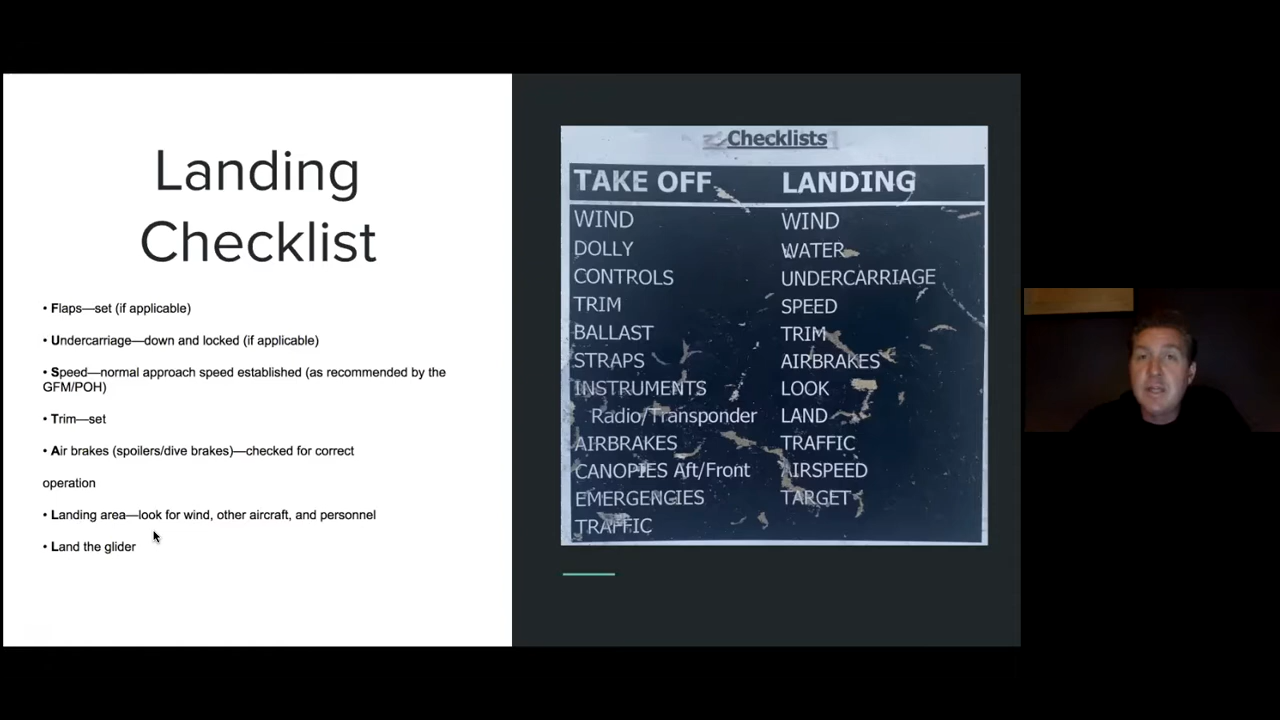 Landing
Checklist
• Flaps—set (if applicable)
• Undercarriage—down and locked (if applicable)
• Speed—normal approach speed established (as recommended by the
GFM/POH)
• Trim—set
• Air brakes (spoilers/dive brakes)—checked for correct
operation
• Landing area—look for wind, other aircraft, and personnel
• Land the glider
Checklists
TAKE OFF
WIND
DOLLY
CONTROLS
TRIM
BALLAST
STRAPS
INSTRUMENTS
Radio/Transponder
AIRBRAKES
CANOPIES Aft/Front
EMERGENCIES
TRAFFIC
LANDING
WIND
WATER
UNDERCARRIAGE
SPEED
TRIM
AIRBRAKES
LOOK
LAND
TRAFFIC
AIRSPEED
TARGET